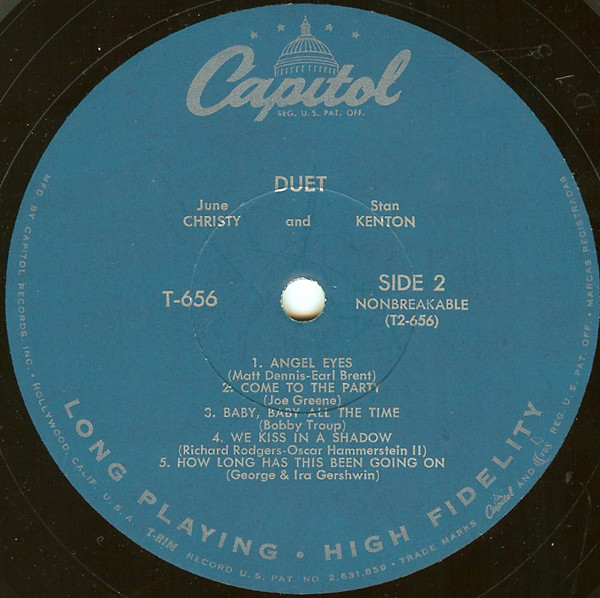 Capitol
REG. U. S. PAT. OFF.
DUET
June Stan
CHRISTY and KENTON
T-656
SIDE 2
NONBREAKABLE
(T2-656)
1. ANGEL EYES
(Matt Dennis-Earl Brent)
2. COME TO THE PARTY
(Joe Greene)
3. BABY, BABY ALL THE TIME
(Bobby Troup)
4. WE KISS IN A SHADOW
(Richard Rodgers-Oscar Hammerstein II)
5. HOW LONG HAS THIS BEEN GOING ON
(George & Ira Gershwin)
LONG PLAYING • HIGH FIDELITY
MFD. BY CAPITOL RECORDS, INC. • HOLLYWOOD, CALIF. U. S. A. T-RIM RECORD U. S. PAT NO 2,631,859 • TRADE MARKS Capitol AND REG. U. S. PAT. OFF. • MARCAS REGISTRADAS